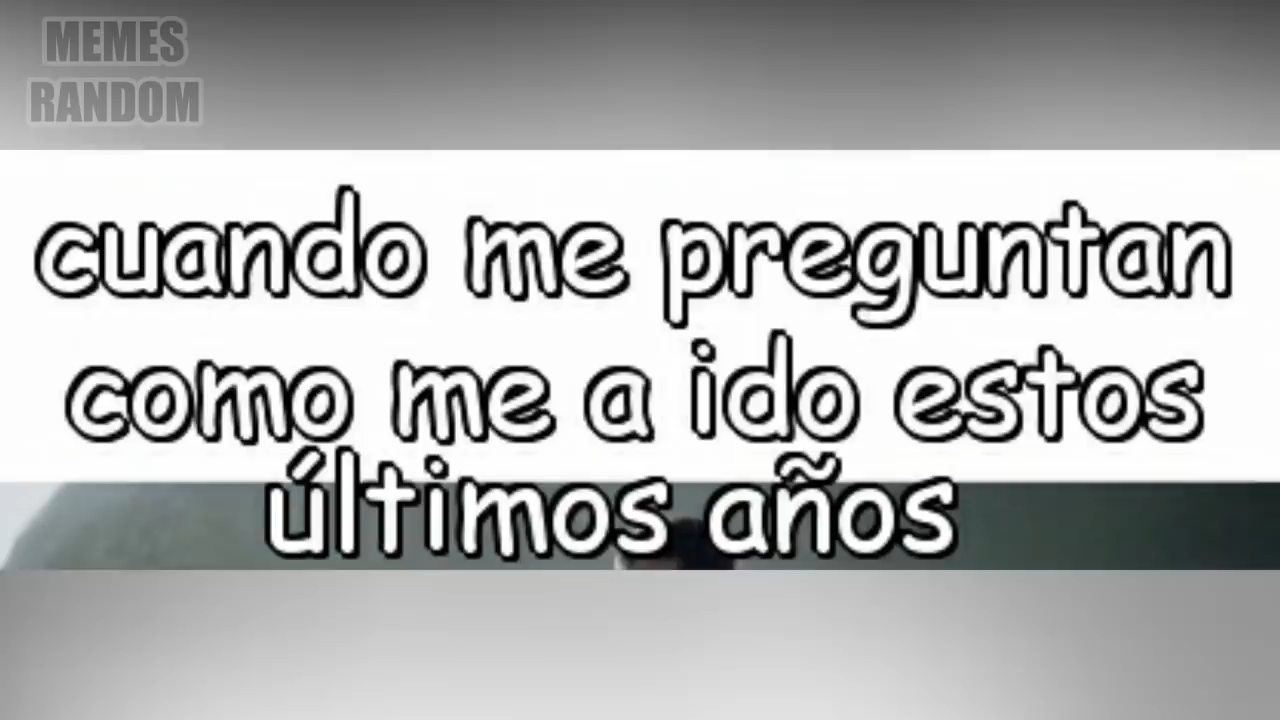 MEMES
RANDOM
cuando me preguntan
como me a ido estos
últimos años